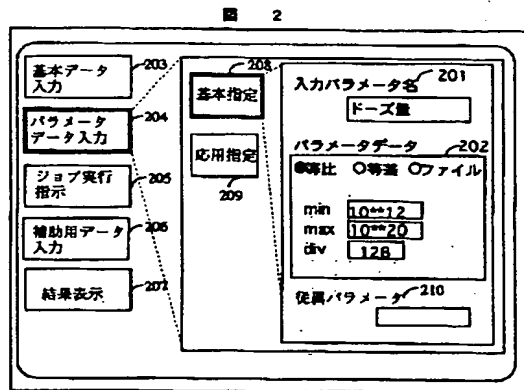 図 2
基本データ
入力
203
パラメータ
データ入力
204
ジョブ実行
指示
205
補助用データ
入力
206
結果表示
207
208
基本指定
応用指定
209
入力パラメータ名 201
ドーズ量
パラメータデータ 202
等比 等差 ファイル
min 10**12
max 10**20
div 128
従属パラメータ 210